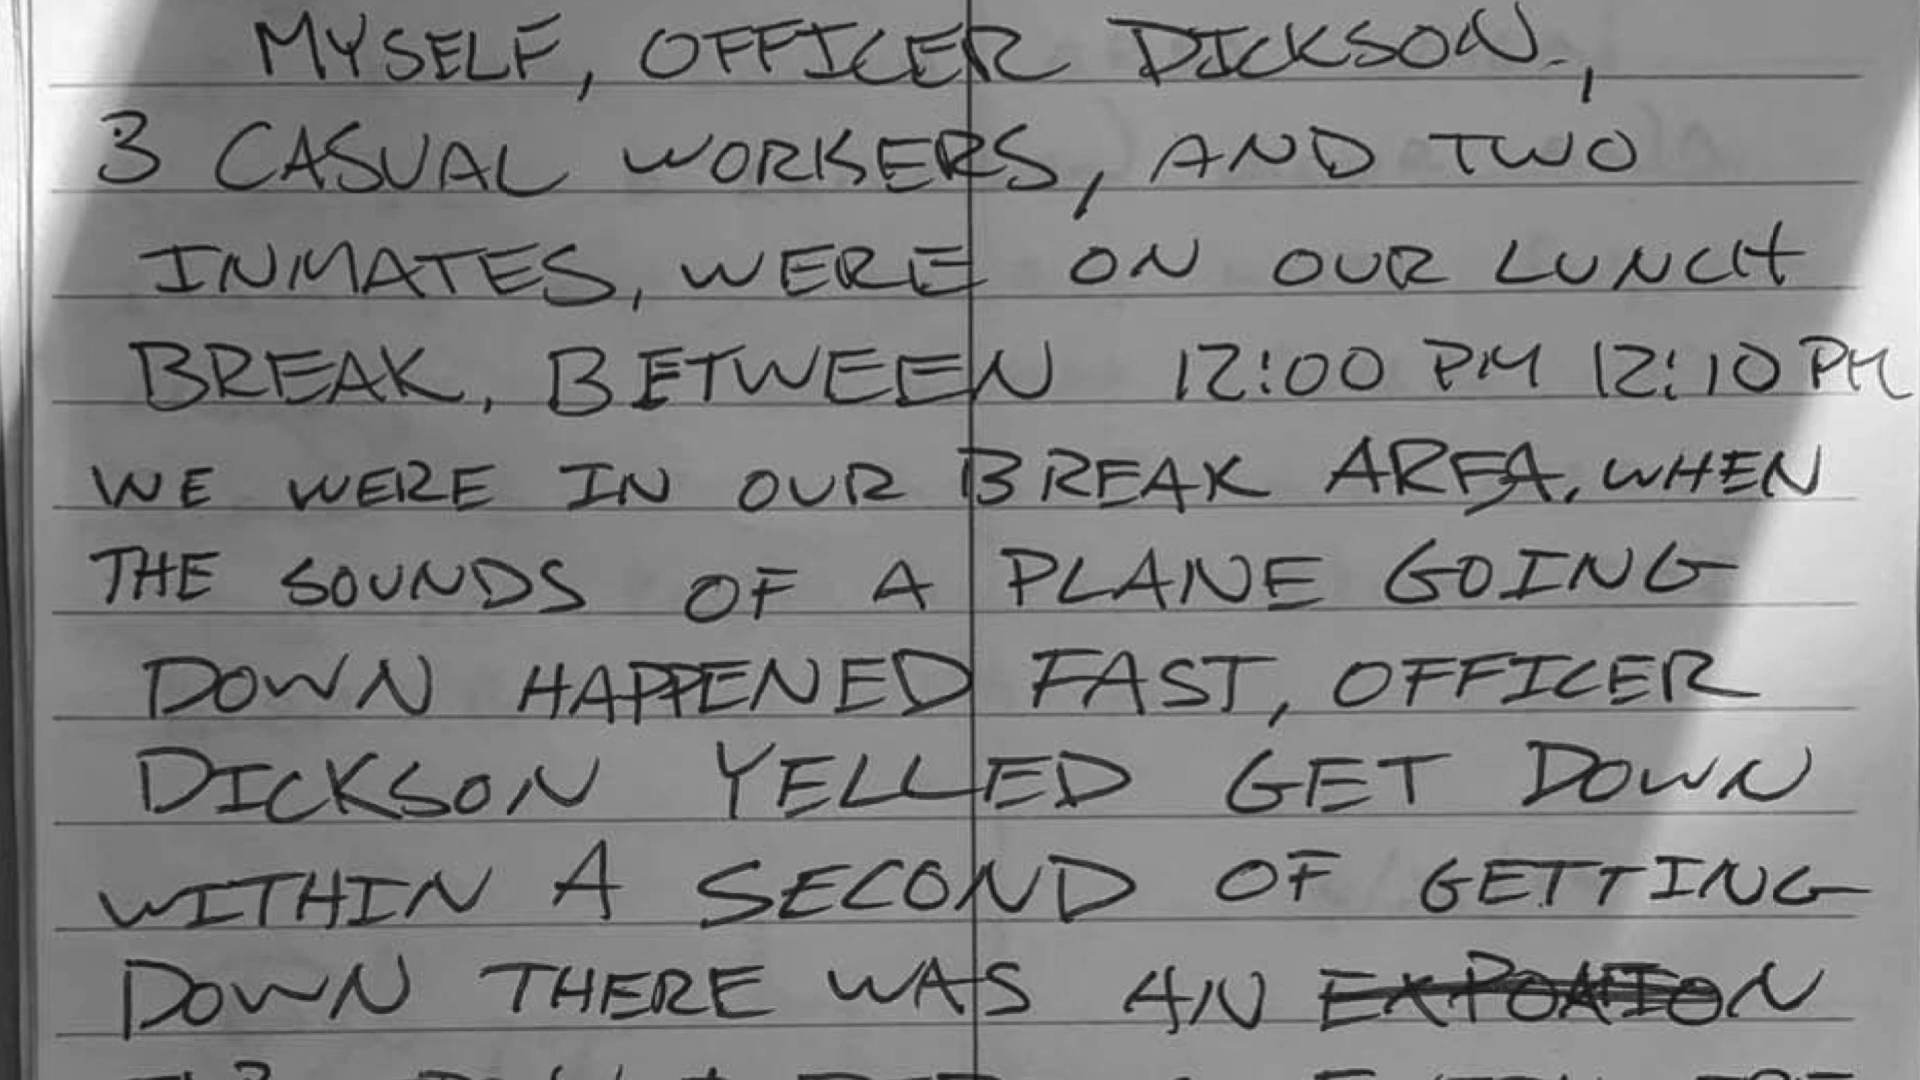 MYSELF, OFFICER DICKSON,
3 CASUAL WORKERS, AND TWO
INMATES, WERE ON OUR LUNCH
BREAK, BETWEEN 12:00 PM 12:10 PM
WE WERE IN OUR BREAK AREA, WHEN
THE SOUNDS OF A PLANE GOING
DOWN HAPPENED FAST, OFFICER
DICKSON YELLED GET DOWN
WITHIN A SECOND OF GETTING
DOWN THERE WAS AN